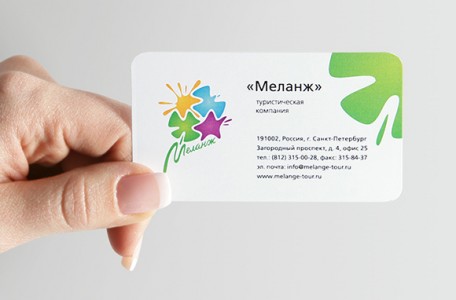 «Меланж»
туристическая
компания
Меланж
191002, Россия, г. Санкт-Петербург
Загородный проспект, д. 4, офис 25
тел.: (812) 315-00-28, факс: 315-84-37
эл. почта: info@melange-tour.ru
www.melange-tour.ru